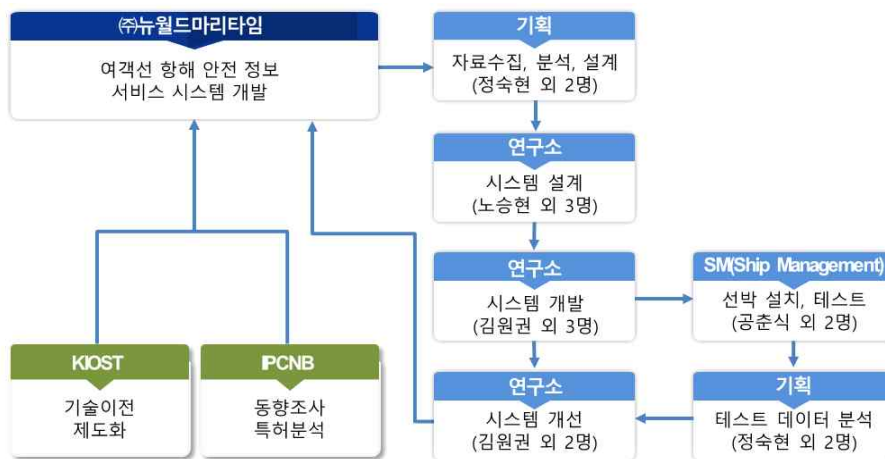 ㈜뉴월드마리타임
여객선 항해 안전 정보
서비스 시스템 개발
기획
자료수집, 분석, 설계
(정숙현 외 2명)
연구소
시스템 설계
(노승현 외 3명)
연구소
시스템 개발
(김원권 외 3명)
SM(Ship Management)
선박 설치, 테스트
(공춘식 외 2명)
KIOST
기술이전
제도화
IPCNB
동향조사
특허분석
연구소
시스템 개선
(김원권 외 2명)
기획
테스트 데이터 분석
(정숙현 외 2명)